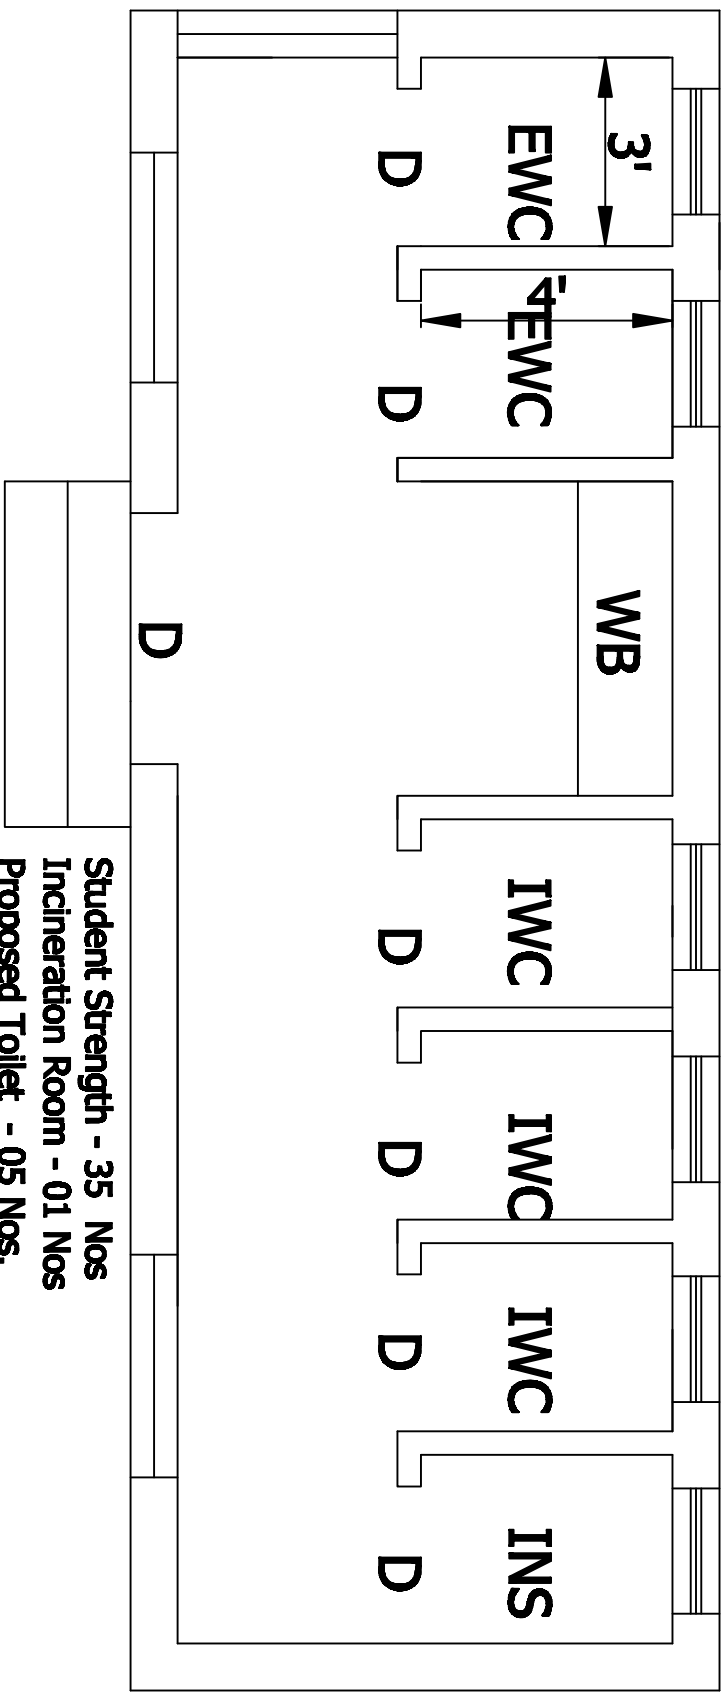 3'
WB
4'
EWC
EWC
IWC
IWC
IWC
INS
D
D
D
D
D
D
D
Student Strength - 35 Nos
Incineration Room - 01 Nos
Proposed Toilet - 05 Nos.